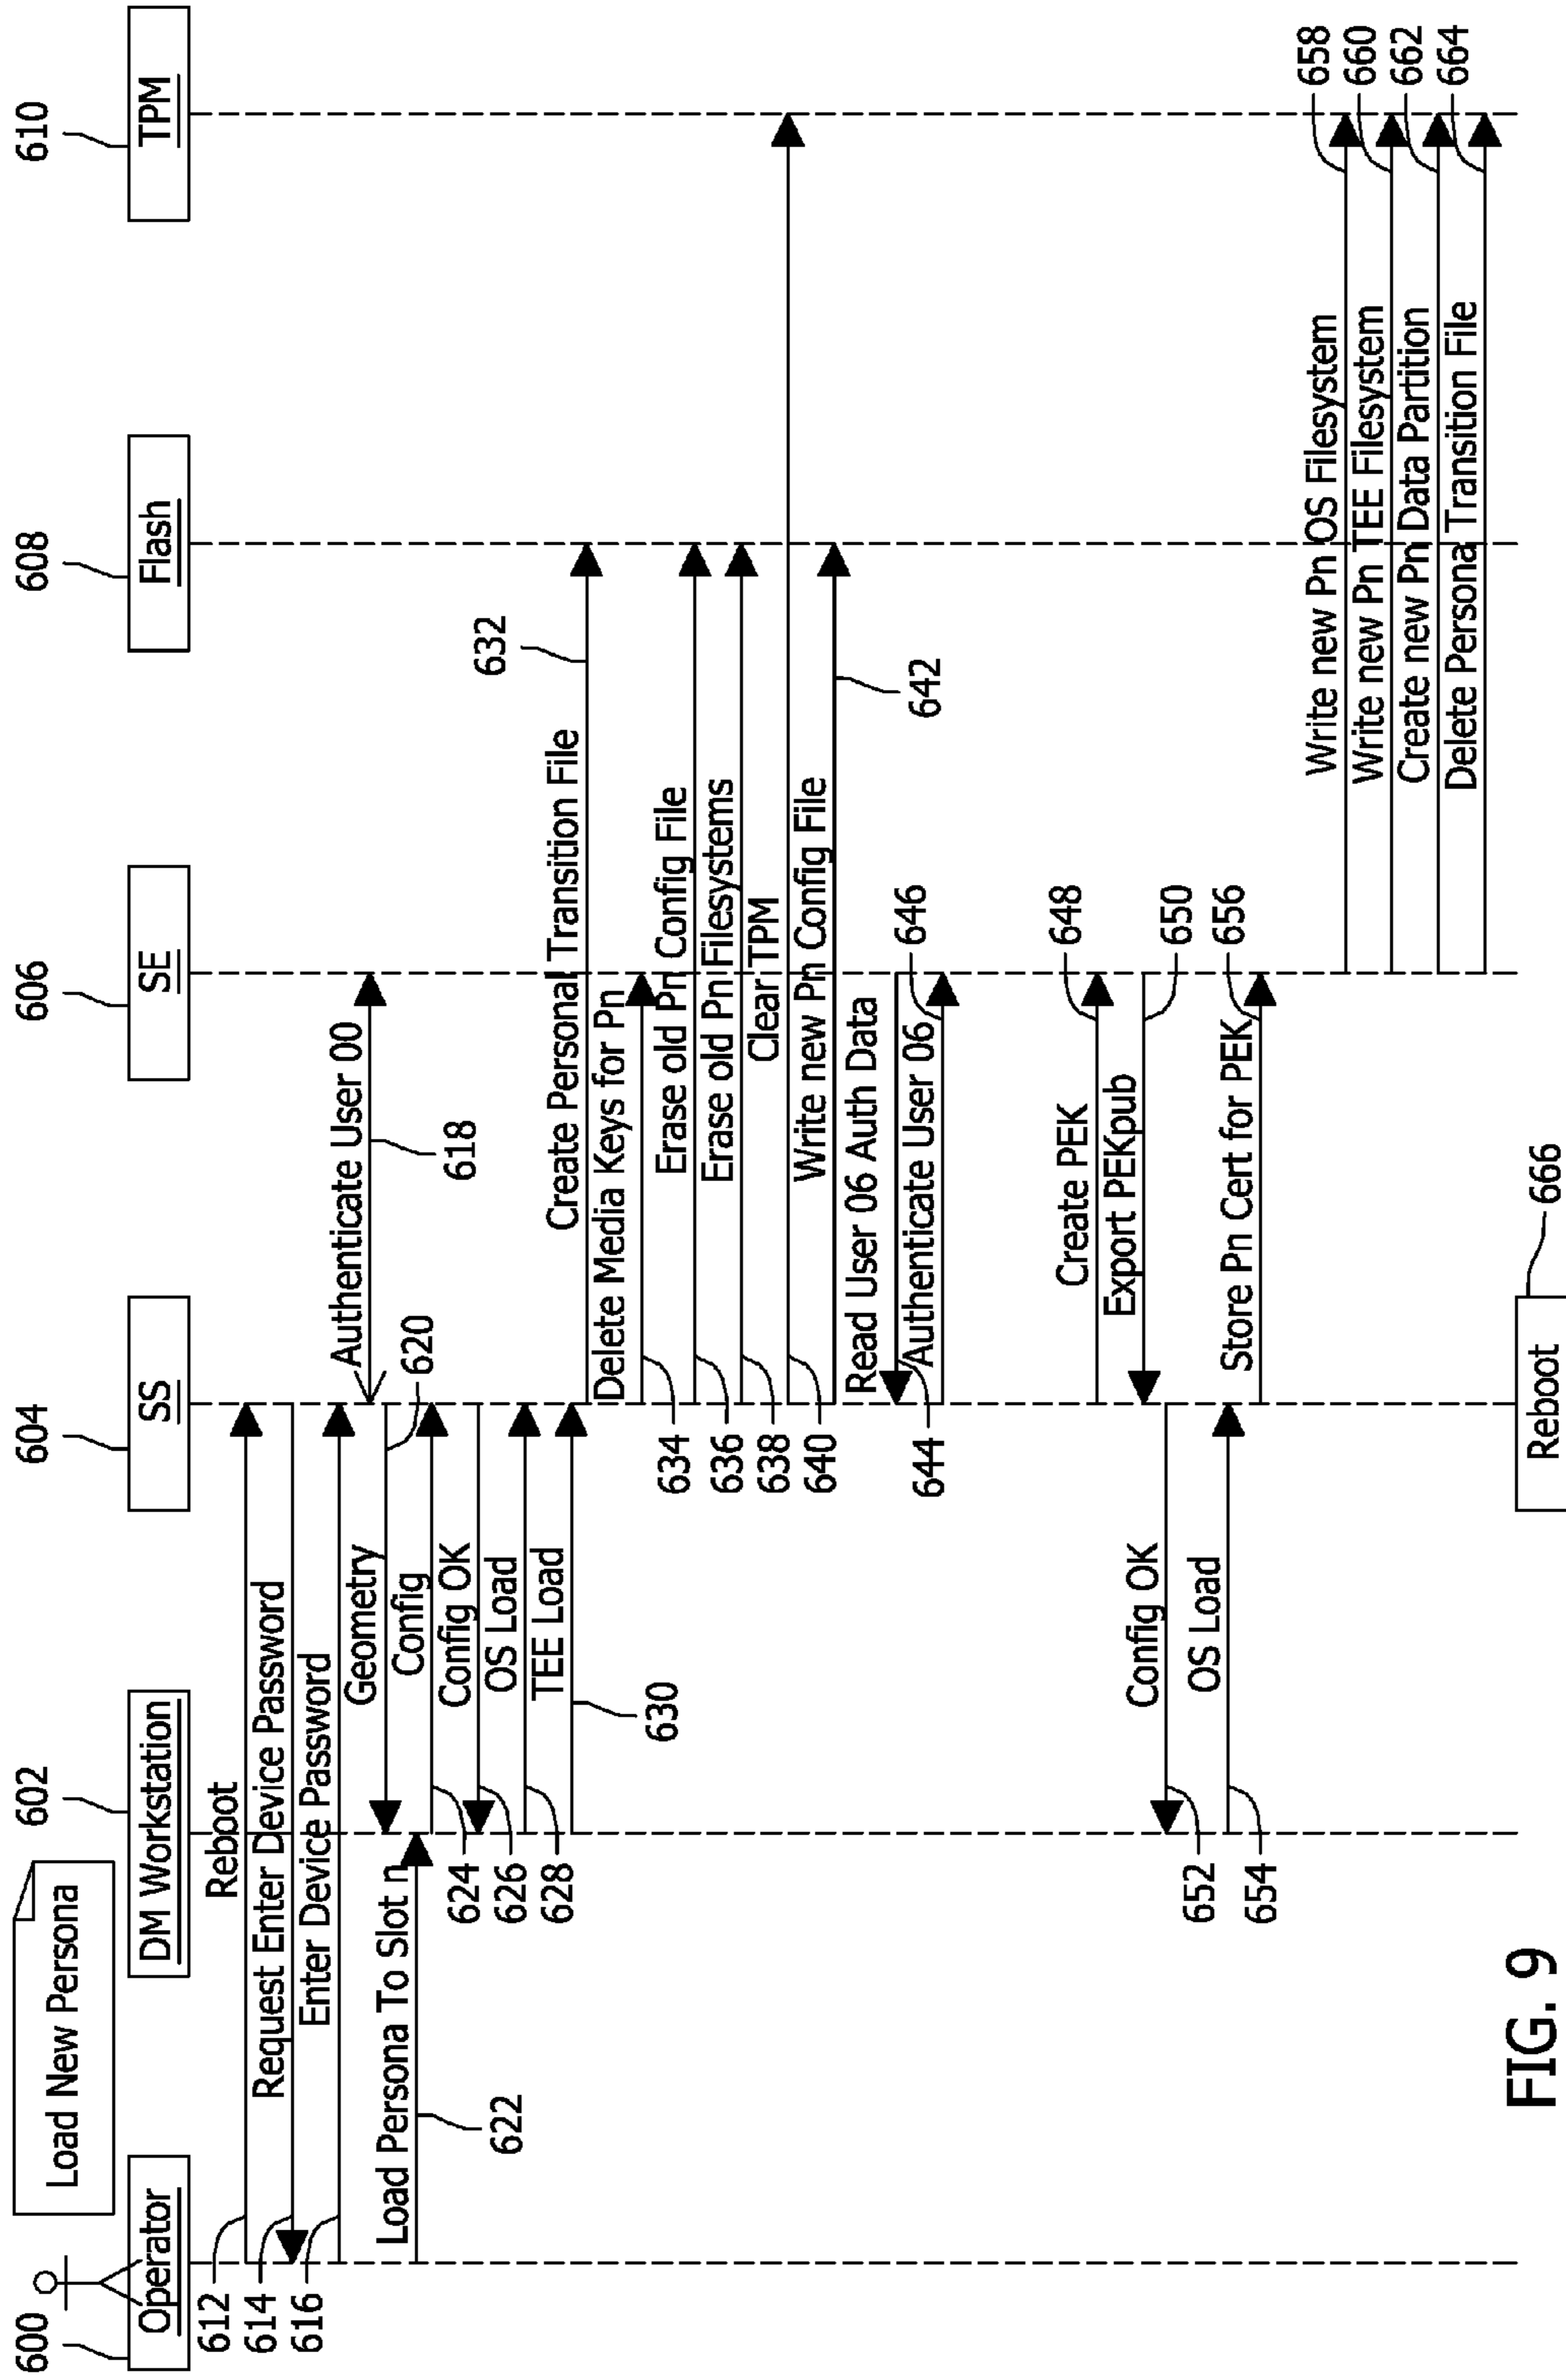 Load New Persona
600
602
604
606
608
610
Operator
DM Workstation
SS
SE
Flash
TPM
612
Reboot
614
Request Enter Device Password
616
Enter Device Password
Authenticate User 00
618
Geometry
620
Load Persona To Slot n
622
Config
624
Config OK
626
OS Load
628
TEE Load
630
Create Personal Transition File
632
Delete Media Keys for Pn
634
Erase old Pn Config File
636
Erase old Pn Filesystems
638
Clear TPM
640
Write new Pn Config File
642
Read User 06 Auth Data
644
Authenticate User 06
646
Create PEK
648
Export PEKpub
650
Config OK
652
OS Load
654
Store Pn Cert for PEK
656
Write new Pn OS Filesystem
658
Write new Pn TEE Filesystem
660
Create new Pn Data Partition
662
Delete Persona Transition File
664
Reboot
666
FIG. 9